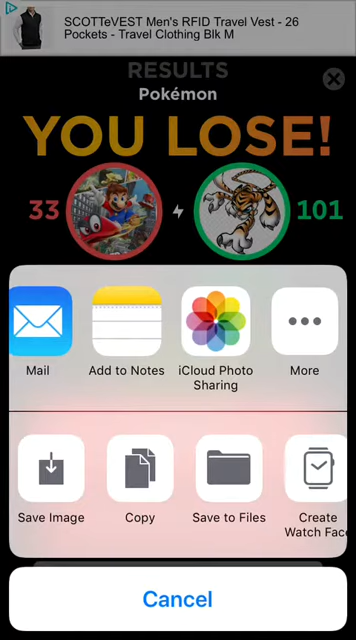 SCOTTeVEST Men's RFID Travel Vest - 26
Pockets - Travel Clothing Blk M
RESULTS
Pokémon
YOU LOSE!
33
101
Mail
Add to Notes
iCloud Photo
Sharing
More
Save Image
Copy
Save to Files
Create
Watch Face
Cancel